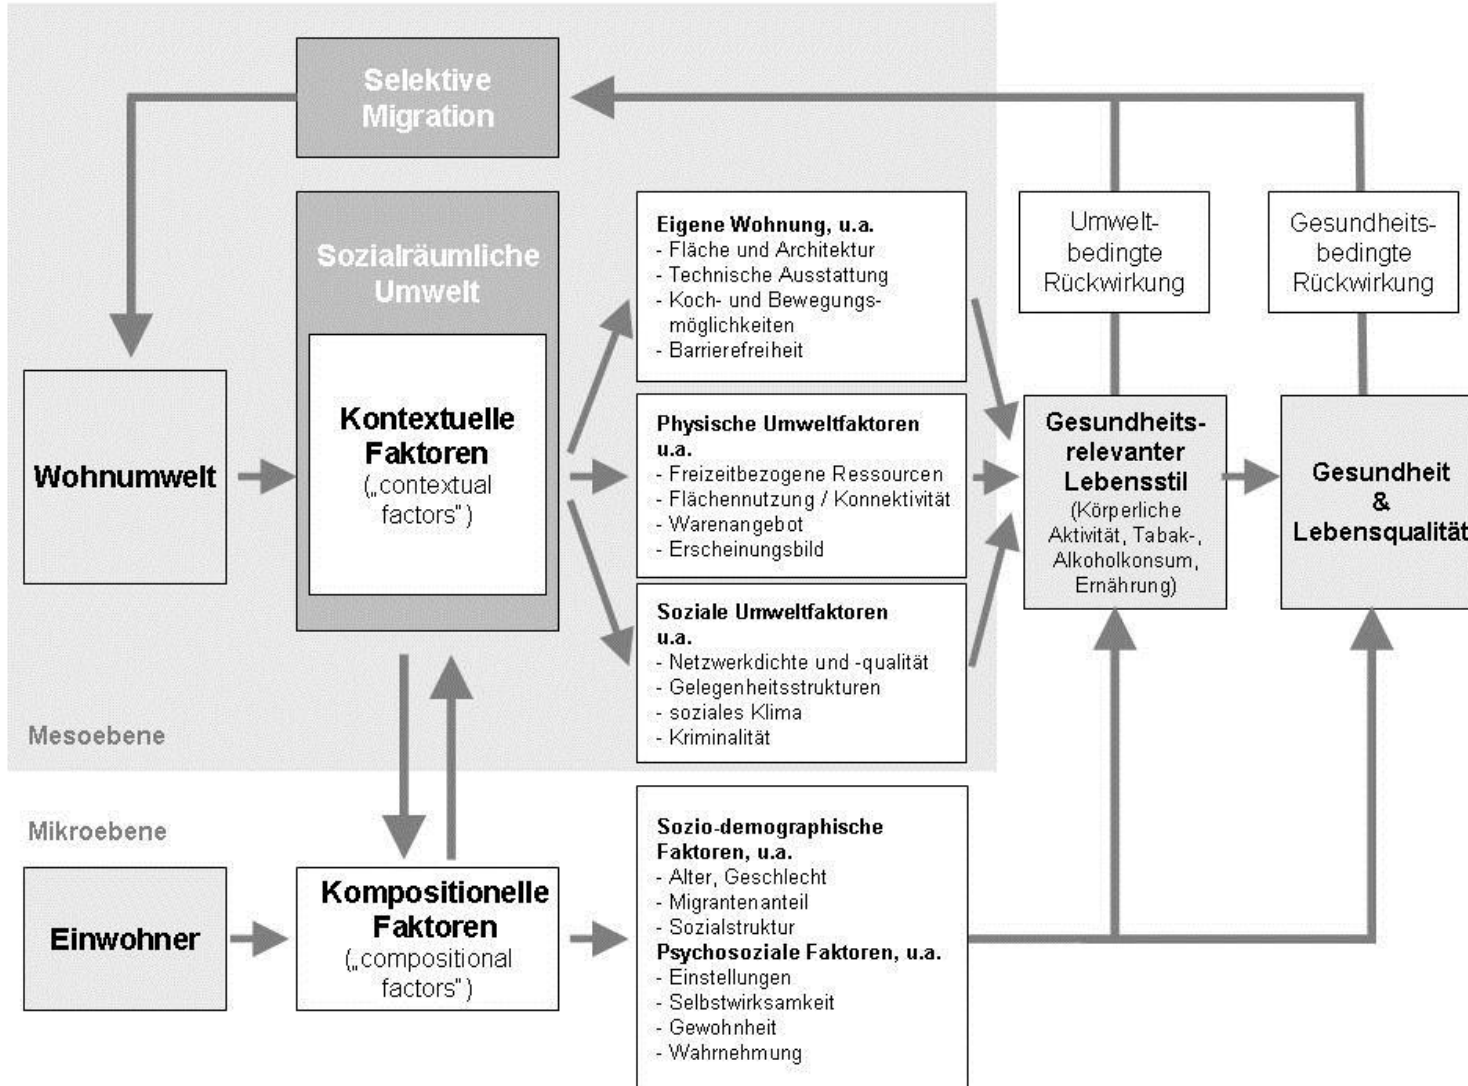 Selektive
Migration
Sozialräumliche
Umwelt
Kontextuelle
Faktoren
(„contextual
factors")
Wohnumwelt
Eigene Wohnung, u.a.
- Fläche und Architektur
- Technische Ausstattung
- Koch- und Bewegungs-
möglichkeiten
- Barrierefreiheit
Physische Umweltfaktoren
u.a.
- Freizeitbezogene Ressourcen
- Flächennutzung / Konnektivität
- Warenangebot
- Erscheinungsbild
Soziale Umweltfaktoren
u.a.
- Netzwerkdichte und -qualität
- Gelegenheitsstrukturen
- soziales Klima
- Kriminalität
Umwelt-
bedingte
Rückwirkung
Gesundheits-
bedingte
Rückwirkung
Gesundheits-
relevanter
Lebensstil
(Körperliche
Aktivität, Tabak-,
Alkoholkonsum,
Ernährung)
Gesundheit
&
Lebensqualität
Mesoebene
Mikroebene
Einwohner
Kompositionelle
Faktoren
(„compositional
factors")
Sozio-demographische
Faktoren, u.a.
- Alter, Geschlecht
- Migrantenanteil
- Sozialstruktur
Psychosoziale Faktoren, u.a.
- Einstellungen
- Selbstwirksamkeit
- Gewohnheit
- Wahrnehmung